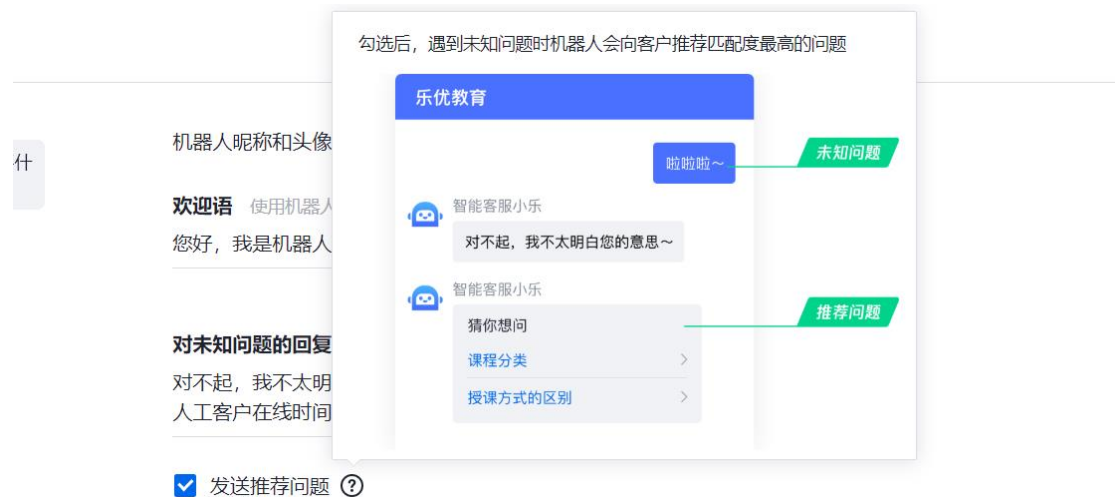 勾选后，遇到未知问题时机器人会向客户推荐匹配度最高的问题
乐优教育
啦啦啦～
未知问题
智能客服小乐
对不起，我不太明白您的意思～
智能客服小乐
猜你想问
推荐问题
课程分类
授课方式的区别
什
机器人昵称和头像
欢迎语 使用机器人
您好，我是机器人
对未知问题的回复
对不起，我不太明
人工客户在线时间
发送推荐问题 ?